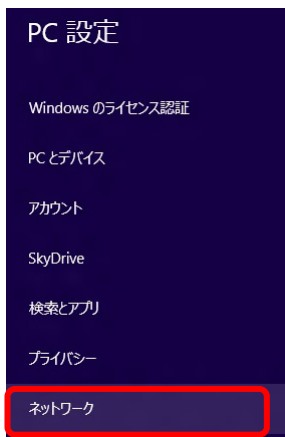 PC 設定
Windows のライセンス認証
PC とデバイス
アカウント
SkyDrive
検索とアプリ
プライバシー
ネットワーク